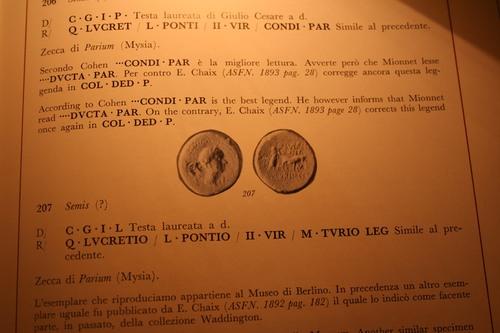 206 Semis (?)
D/ C · G · I · P · Testa laureata di Giulio Cesare a d.
R/ Q · LVCRET / L · PONTI / II · VIR / CONDI · PAR Simile al precedente.
Zecca di Parium (Mysia).
Secondo Cohen ···CONDI · PAR è la migliore lettura. Avverte però che Mionnet lesse
····DVCTA · PAR. Per contro E. Chaix (ASFN. 1893 pag. 28) corregge ancora questa leg-
genda in COL · DED · P.
According to Cohen ···CONDI · PAR is the best legend. He however informs that Mionnet
read ····DVCTA · PAR. On the contrary, E. Chaix (ASFN. 1893 page 28) corrects this legend
once again in COL · DED · P.
207
207 Semis (?)
D/ C · G · I · L Testa laureata a d.
R/ Q · LVCRETIO / L · PONTIO / II · VIR / M · TVRIO LEG Simile al pre-
cedente.
Zecca di Parium (Mysia).
L'esemplare che riproduciamo appartiene al Museo di Berlino. In precedenza un altro esem-
plare uguale fu pubblicato da E. Chaix (ASFN. 1892 pag. 182) il quale lo indicò come facente
parte, in passato, della collezione Waddington.
Another similar specimen